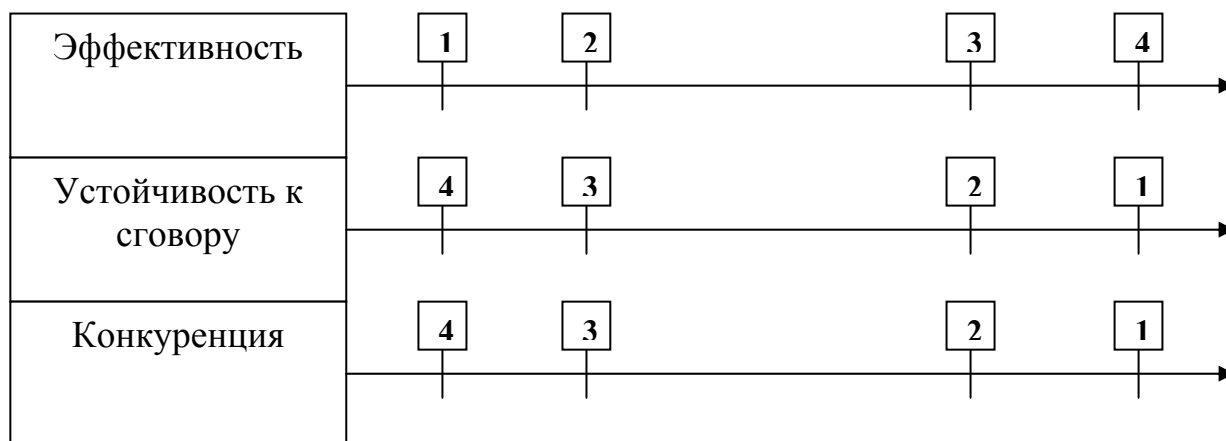 Эффективность
1 2 3 4
Устойчивость к
сговору
4 3 2 1
Конкуренция
4 3 2 1